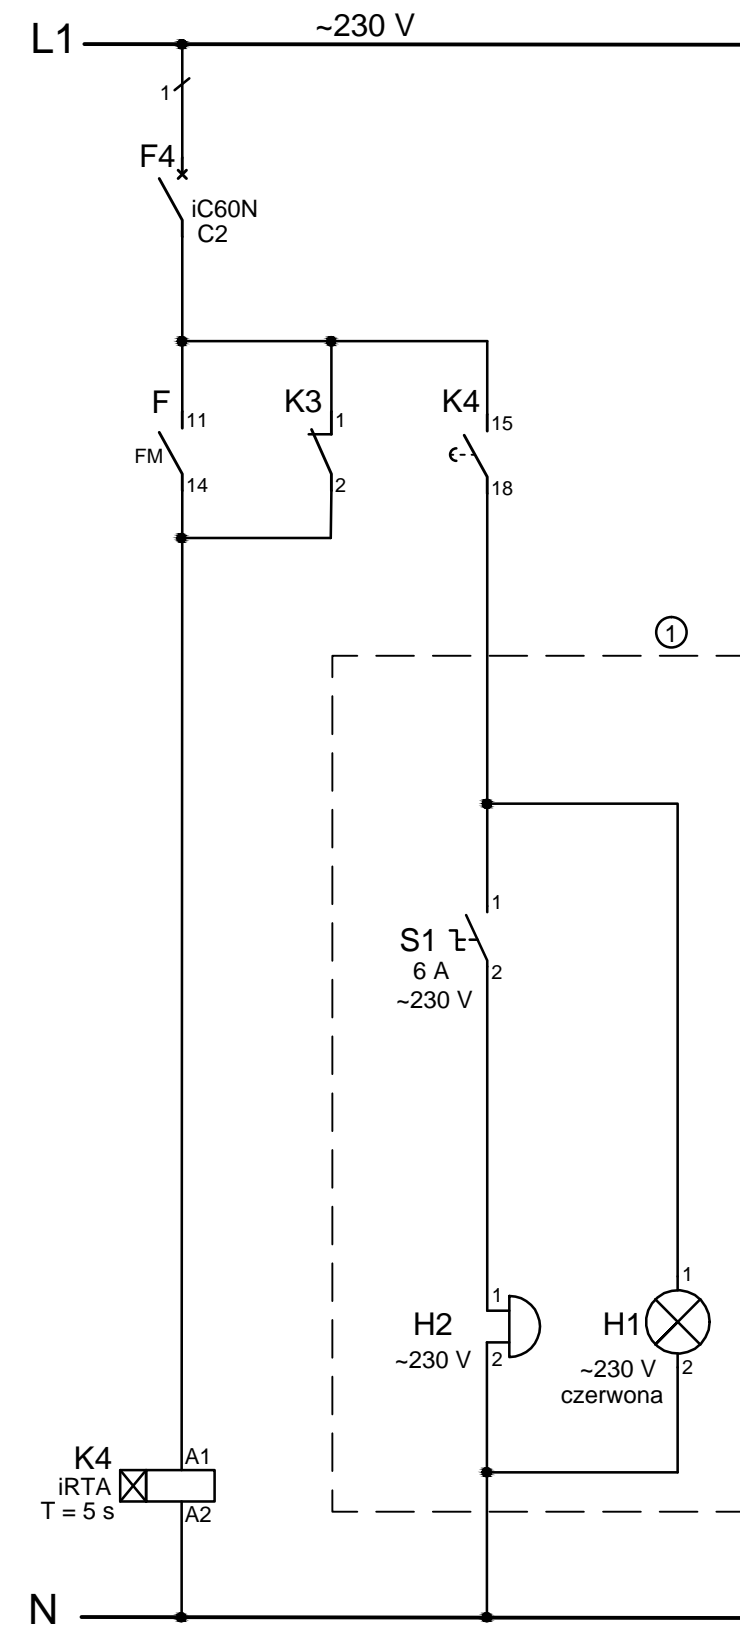 ~230 V
L1
1
F4
iC60N
C2
F
11
FM
14
K3
1
2
K4
15
18
1
1
S1
6 A
2
~230 V
1
H2
~230 V
2
1
H1
~230 V
2
czerwona
K4
A1
iRTA
T = 5 s
A2
N